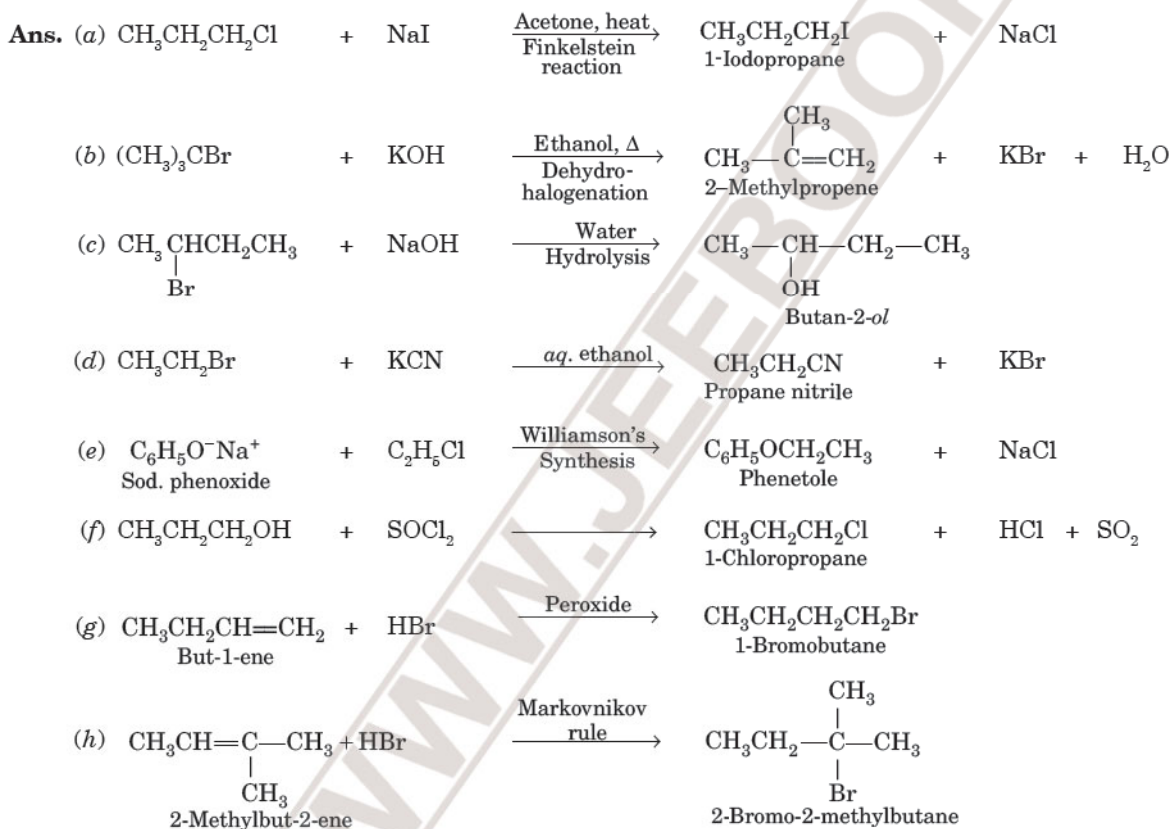 Ans. (a) CH₃CH₂CH₂Cl + NaI Acetone, heat Finkelstein reaction CH₃CH₂CH₂I + NaCl
1-Iodopropane
CH₃
(b) (CH₃)₃CBr + KOH Ethanol, Δ Dehydro-halogenation CH₃—C=CH₂ + KBr + H₂O
2–Methylpropene
(c) CH₃CHCH₂CH₃ + NaOH Water Hydrolysis CH₃—CH—CH₂—CH₃
Br OH
Butan-2-ol
(d) CH₃CH₂Br + KCN aq. ethanol CH₃CH₂CN + KBr
Propane nitrile
(e) C₆H₅O⁻Na⁺ + C₂H₅Cl Williamson's Synthesis C₆H₅OCH₂CH₃ + NaCl
Sod. phenoxide Phenetole
(f) CH₃CH₂CH₂OH + SOCl₂ CH₃CH₂CH₂Cl + HCl + SO₂
1-Chloropropane
(g) CH₃CH₂CH=CH₂ + HBr Peroxide CH₃CH₂CH₂CH₂Br
But-1-ene 1-Bromobutane
CH₃
(h) CH₃CH=C—CH₃ + HBr Markovnikov rule CH₃CH₂—C—CH₃
CH₃ Br
2-Methylbut-2-ene 2-Bromo-2-methylbutane
WWW.JEEBOO